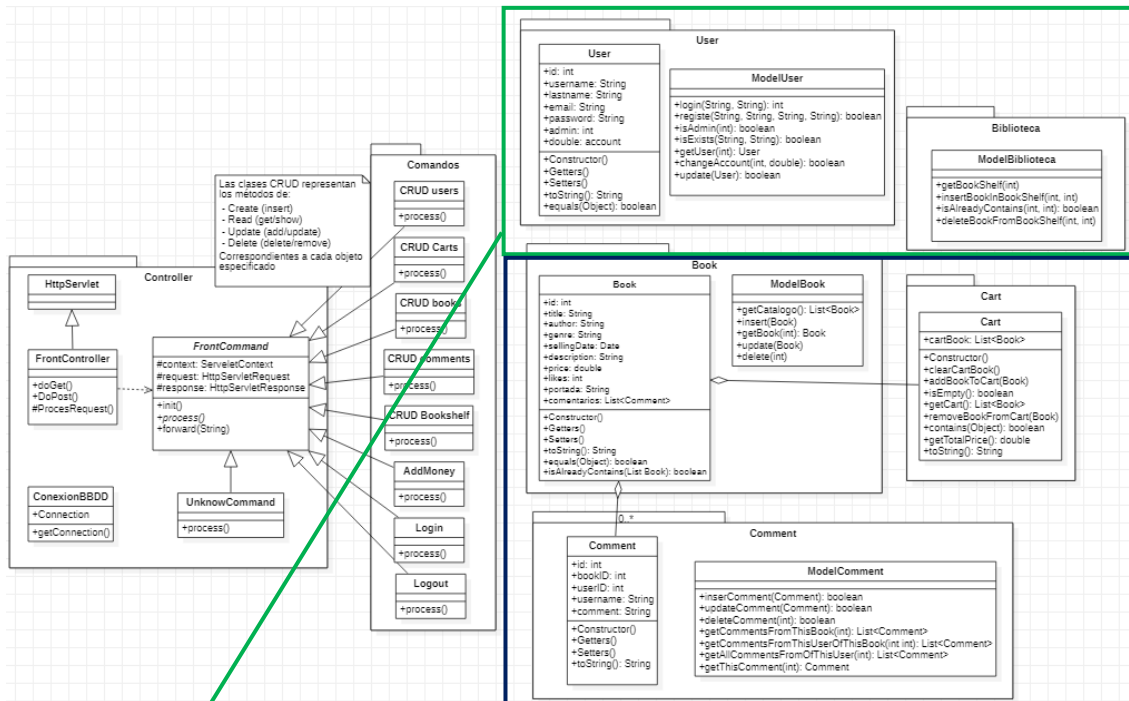 User
User
+id: int
+username: String
+lastname: String
+email: String
+password: String
+admin: int
+double: account
+Constructor()
+Getters()
+Setters()
+toString(): String
+equals(Object): boolean
ModelUser
+login(String, String): int
+registe(String, String, String, String): boolean
+isAdmin(int): boolean
+isExists(String, String): boolean
+getUser(int): User
+changeAccount(int, double): boolean
+update(User): boolean
Biblioteca
ModelBiblioteca
+getBookShelf(int)
+insertBookInBookShelf(int, int)
+isAlreadyContains(int, int): boolean
+deleteBookFromBookShelf(int, int)
Las clases CRUD representan
los métodos de:
- Create (insert)
- Read (get/show)
- Update (add/update)
- Delete (delete/remove)
Correspondientes a cada objeto
especificado
Comandos
CRUD users
+process()
CRUD Carts
+process()
CRUD books
+process()
CRUD comments
+process()
CRUD Bookshelf
+process()
AddMoney
+process()
Login
+process()
Logout
+process()
Controller
HttpServlet
FrontController
+doGet()
+DoPost()
#ProcesRequest()
FrontCommand
#context: ServeletContext
#request: HttpServletRequest
#response: HttpServletResponse
+init()
+process()
+forward(String)
ConexionBBDD
+Connection
+getConnection()
UnknowCommand
+process()
Book
Book
+id: int
+title: String
+author: String
+genre: String
+sellingDate: Date
+description: String
+price: double
+likes: int
+portada: String
+comentarios: List<Comment>
+Constructor()
+Getters()
+Setters()
+toString(): String
+equals(Object): boolean
+isAlreadyContains(List Book): boolean
ModelBook
+getCatalogo(): List<Book>
+insert(Book)
+getBook(int): Book
+update(Book)
+delete(int)
Cart
Cart
+cartBook: List<Book>
+Constructor()
+clearCartBook()
+addBookToCart(Book)
+isEmpty(): boolean
+getCart(): List<Book>
+removeBookFromCart(Book)
+contains(Object): boolean
+getTotalPrice(): double
+toString(): String
0..*
Comment
Comment
+id: int
+bookID: int
+userID: int
+username: String
+comment: String
+Constructor()
+Getters()
+Setters()
+toString(): String
ModelComment
+inserComment(Comment): boolean
+updateComment(Comment): boolean
+deleteComment(int): boolean
+getCommentsFromThisBook(int): List<Comment>
+getCommentsFromThisUserOfThisBook(int int): List<Comment>
+getAllCommentsFromOfThisUser(int): List<Comment>
+getThisComment(int): Comment